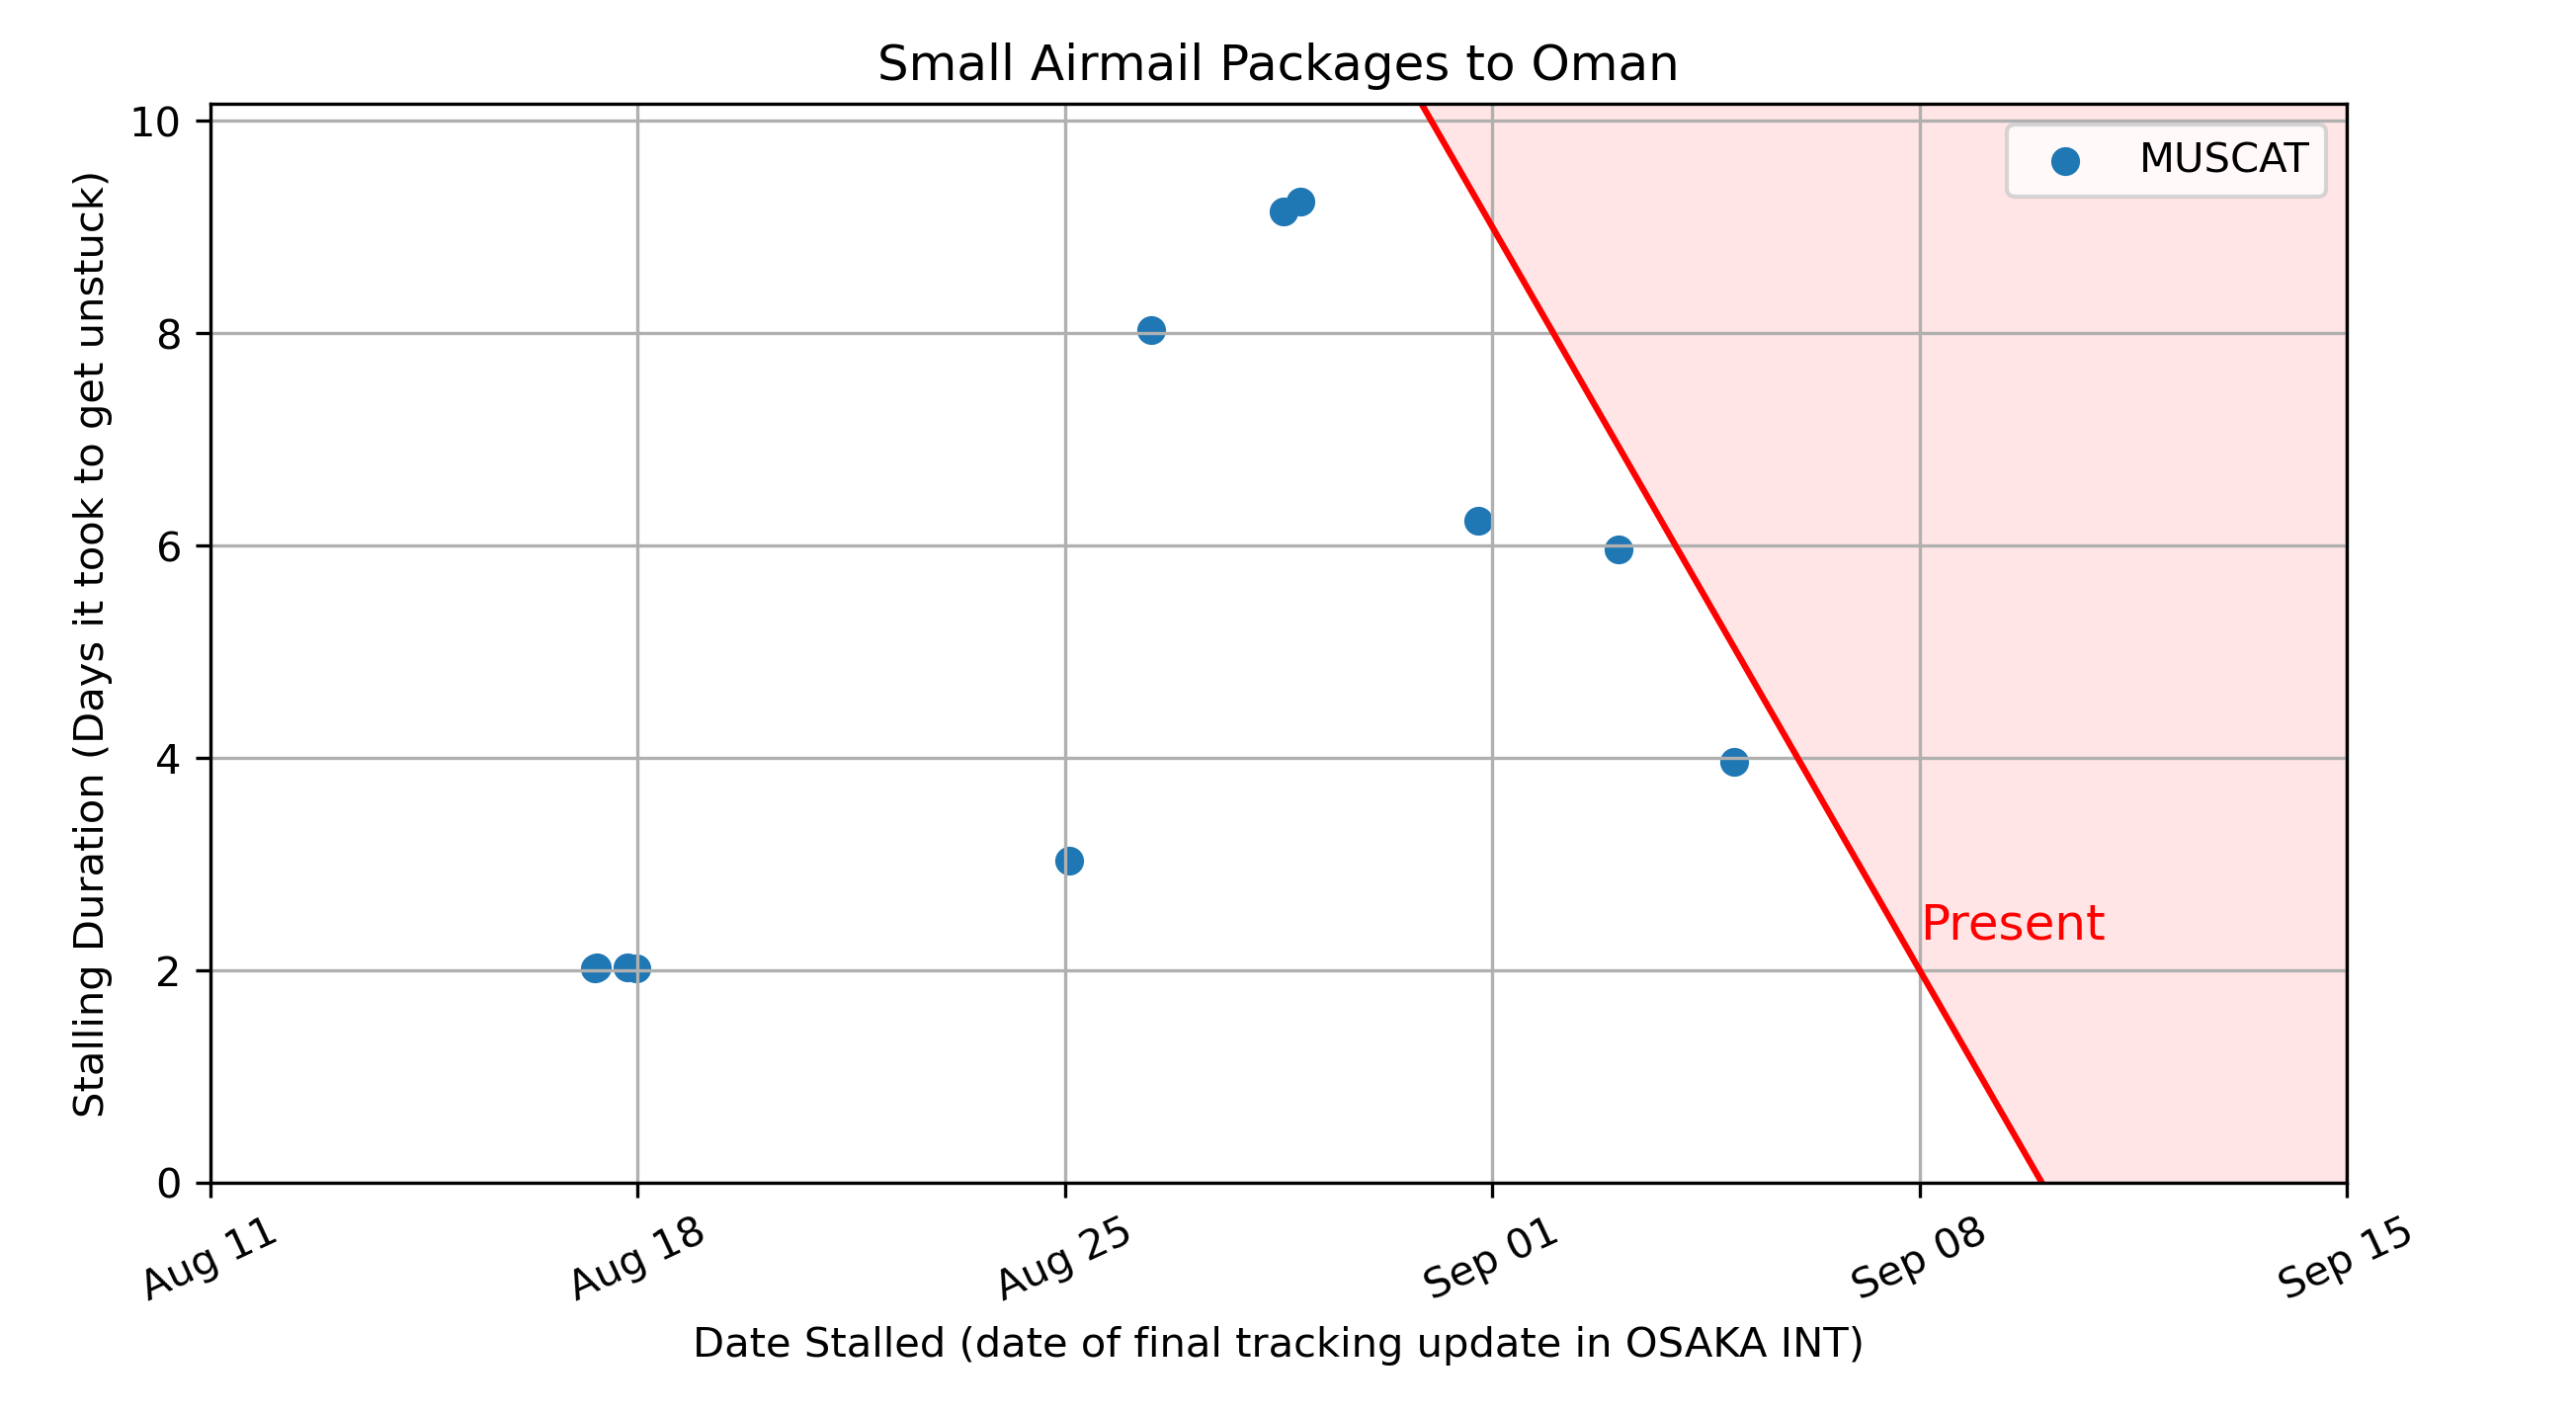 Small Airmail Packages to Oman
10
8
6
4
2
0
Stalling Duration (Days it took to get unstuck)
MUSCAT
Present
Aug 11
Aug 18
Aug 25
Sep 01
Sep 08
Sep 15
Date Stalled (date of final tracking update in OSAKA INT)